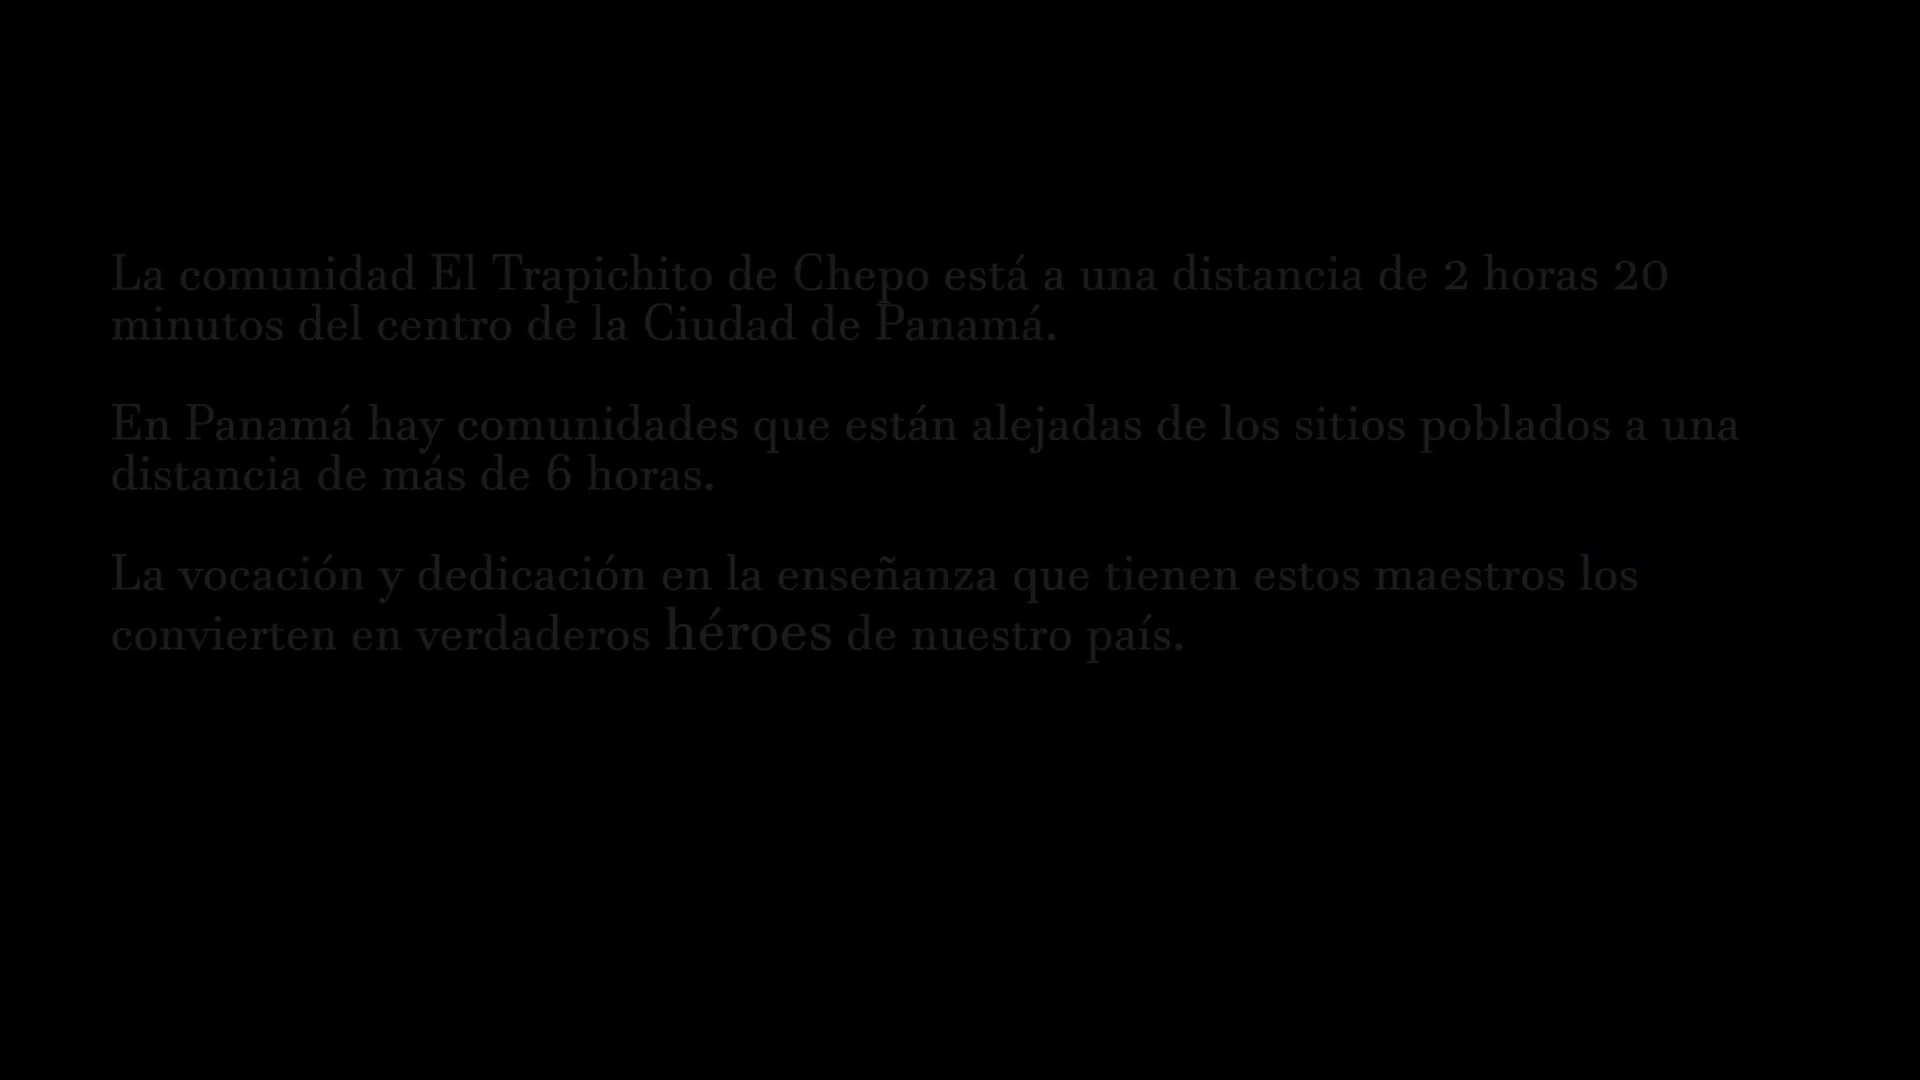 La comunidad El Trapichito de Chepo está a una distancia de 2 horas 20
minutos del centro de la Ciudad de Panamá.
En Panamá hay comunidades que están alejadas de los sitios poblados a una
distancia de más de 6 horas.
La vocación y dedicación en la enseñanza que tienen estos maestros los
convierten en verdaderos héroes de nuestro país.